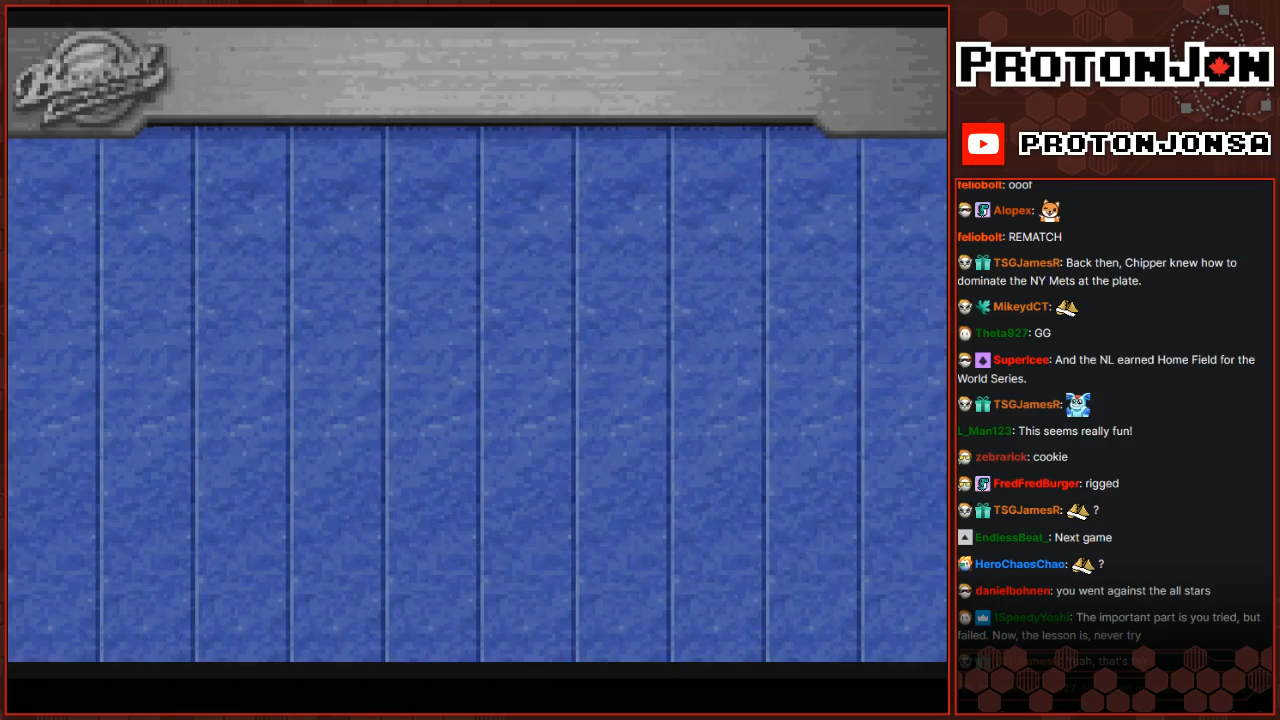 PROTONJON
PROTONJONSA
feliobolt: ooof
Alopex:
feliobolt: REMATCH
TSGJamesR: Back then, Chipper knew how to
dominate the NY Mets at the plate.
MikeydCT:
Theta927: GG
SuperIcee: And the NL earned Home Field for the
World Series.
TSGJamesR:
L_Man123: This seems really fun!
zebrarick: cookie
FredFredBurger: rigged
TSGJamesR: ?
EndlessBeat_: Next game
HeroChaosChao: ?
danielbohnen: you went against the all stars
1SpeedyYoshi: The important part is you tried, but
failed. Now, the lesson is, never try
Yeah, that's